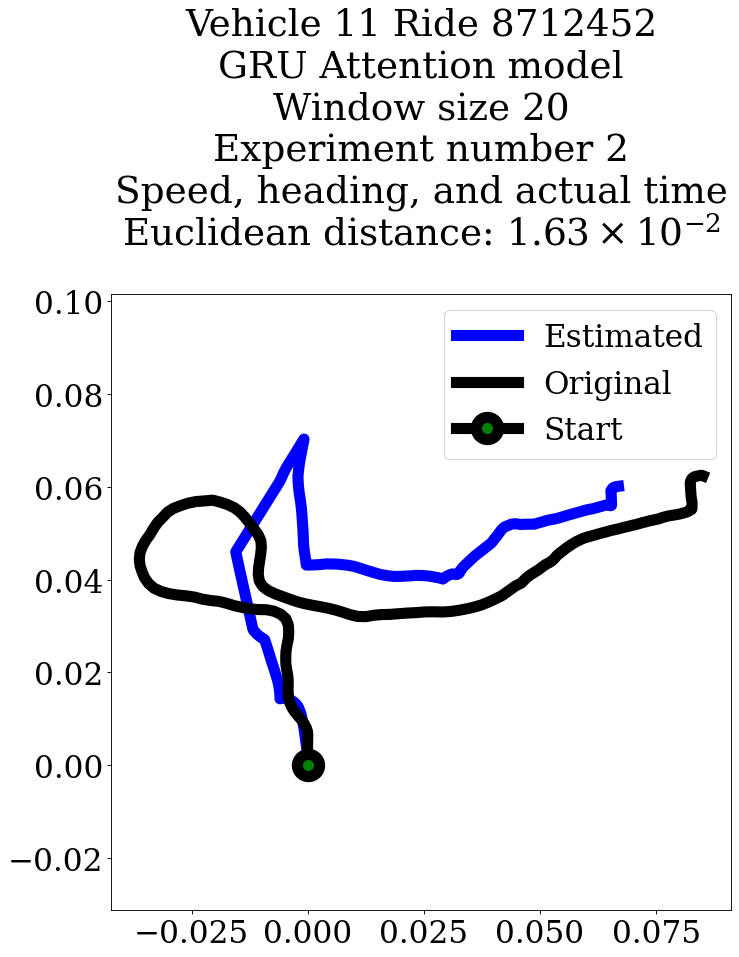 Vehicle 11 Ride 8712452
GRU Attention model
Window size 20
Experiment number 2
Speed, heading, and actual time
Euclidean distance: 1.63 × 10⁻²
0.10
0.08
0.06
0.04
0.02
0.00
−0.02
Estimated
Original
Start
−0.025 0.000 0.025 0.050 0.075